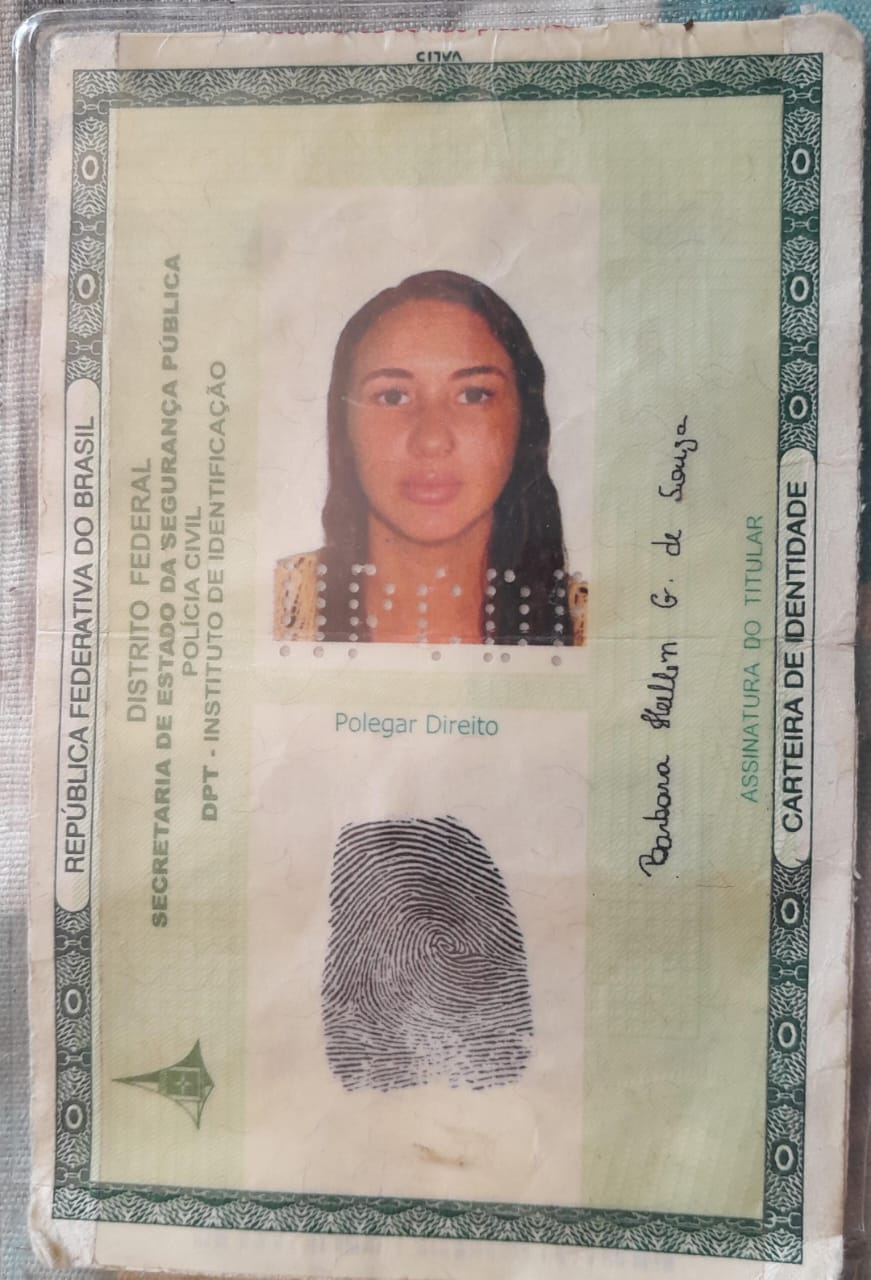 REPÚBLICA FEDERATIVA DO BRASIL
DISTRITO FEDERAL
SECRETARIA DE ESTADO DA SEGURANÇA PÚBLICA
POLÍCIA CIVIL
DPT - INSTITUTO DE IDENTIFICAÇÃO
Polegar Direito
Barbara Hellen G. de Souza
ASSINATURA DO TITULAR
CARTEIRA DE IDENTIDADE